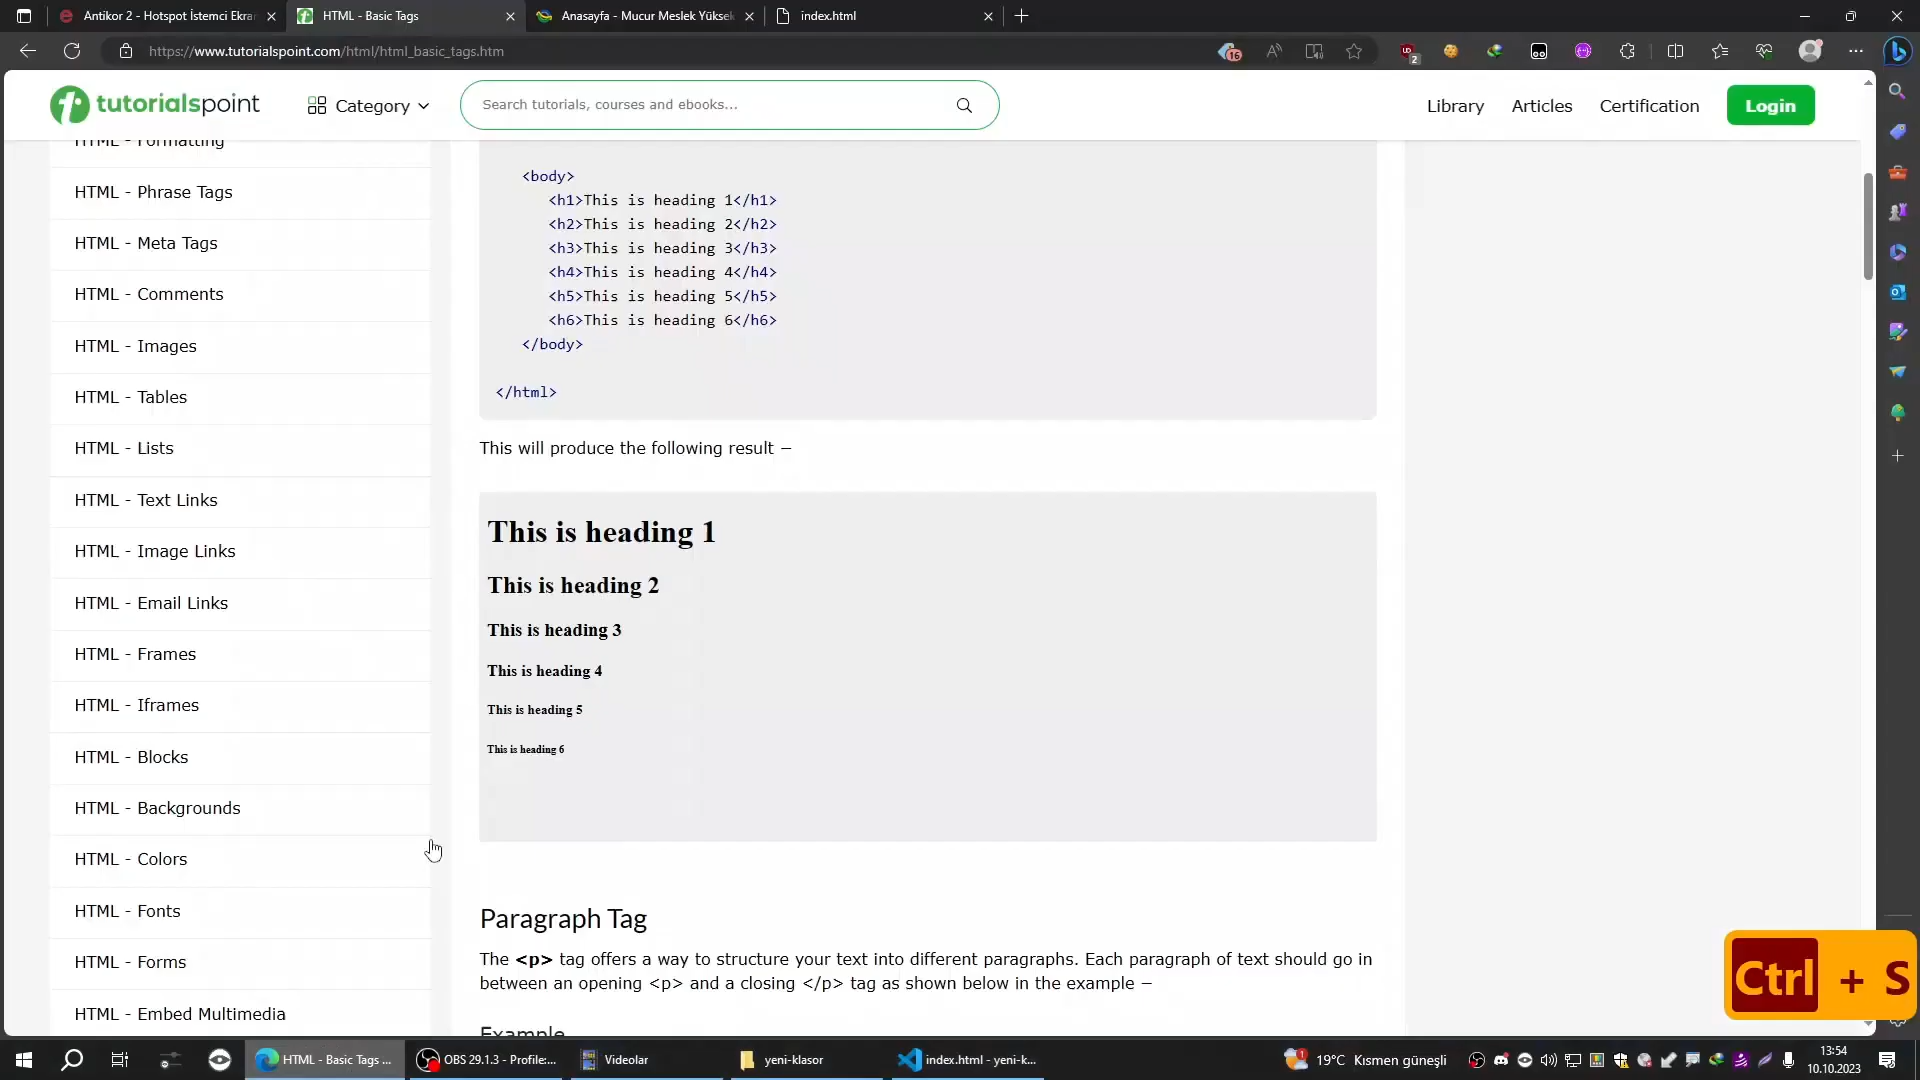 Antikor 2 - Hotspot İstemci Ekra
HTML - Basic Tags
Anasayfa - Mucur Meslek Yüksek
index.html
https://www.tutorialspoint.com/html/html_basic_tags.htm
16
2
tutorialspoint
Category
Search tutorials, courses and ebooks...
Library
Articles
Certification
Login
HTML - Formatting
HTML - Phrase Tags
HTML - Meta Tags
HTML - Comments
HTML - Images
HTML - Tables
HTML - Lists
HTML - Text Links
HTML - Image Links
HTML - Email Links
HTML - Frames
HTML - Iframes
HTML - Blocks
HTML - Backgrounds
HTML - Colors
HTML - Fonts
HTML - Forms
HTML - Embed Multimedia
<body>
<h1>This is heading 1</h1>
<h2>This is heading 2</h2>
<h3>This is heading 3</h3>
<h4>This is heading 4</h4>
<h5>This is heading 5</h5>
<h6>This is heading 6</h6>
</body>
</html>
This will produce the following result −
This is heading 1
This is heading 2
This is heading 3
This is heading 4
This is heading 5
This is heading 6
Paragraph Tag
The <p> tag offers a way to structure your text into different paragraphs. Each paragraph of text should go in
between an opening <p> and a closing </p> tag as shown below in the example −
Example
Ctrl + S
HTML - Basic Tags ...
OBS 29.1.3 - Profile:...
Videolar
yeni-klasor
index.html - yeni-k...
19°C Kısmen güneşli
13:54
10.10.2023